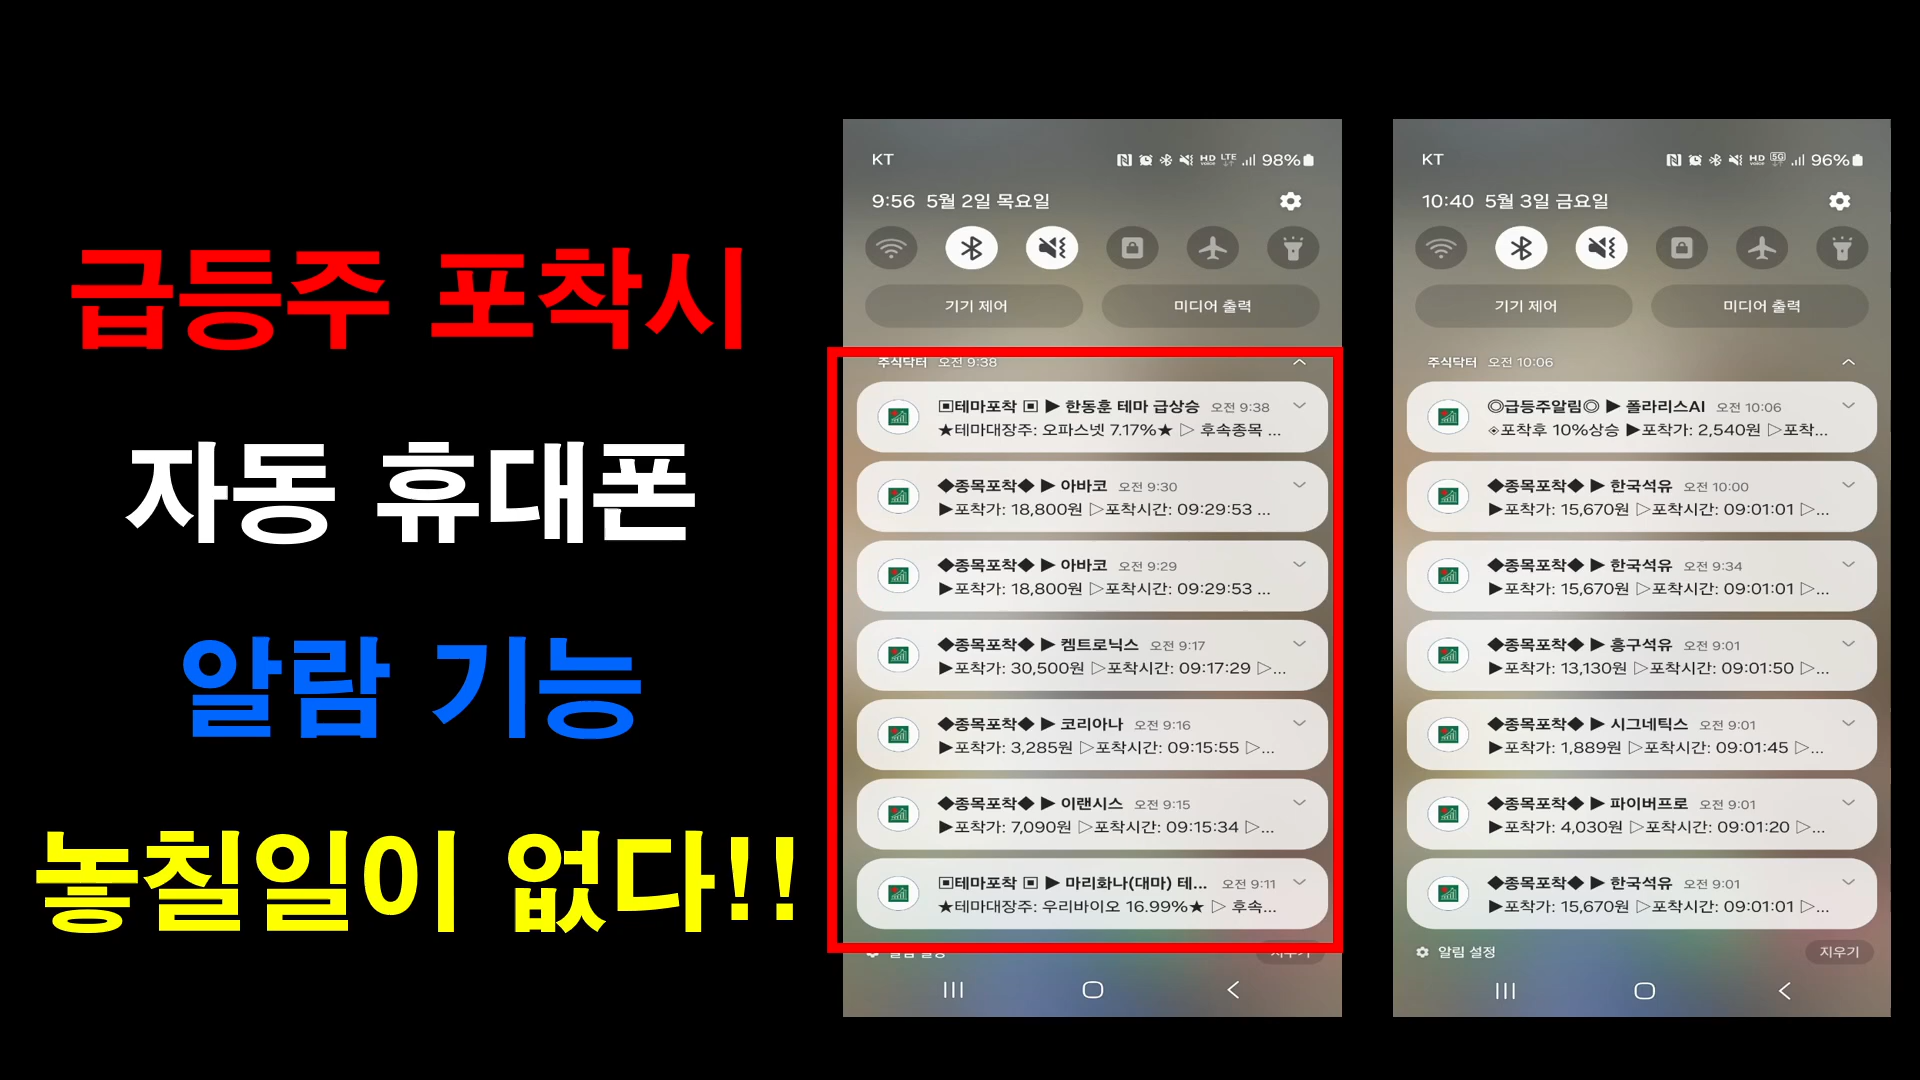 급등주 포착시
자동 휴대폰
알람 기능
놓칠일이 없다!!
KT
HD VOICE LTE 98%
9:56 5월 2일 목요일
기기 제어
미디어 출력
주식닥터 오전 9:38
▣테마포착 ▣ ▶ 한동훈 테마 급상승 오전 9:38
★테마대장주: 오파스넷 7.17%★ ▷ 후속종목 ...
◆종목포착◆ ▶ 아바코 오전 9:30
▶포착가: 18,800원 ▷포착시간: 09:29:53 ...
◆종목포착◆ ▶ 아바코 오전 9:29
▶포착가: 18,800원 ▷포착시간: 09:29:53 ...
◆종목포착◆ ▶ 켐트로닉스 오전 9:17
▶포착가: 30,500원 ▷포착시간: 09:17:29 ▷...
◆종목포착◆ ▶ 코리아나 오전 9:16
▶포착가: 3,285원 ▷포착시간: 09:15:55 ▷...
◆종목포착◆ ▶ 이랜시스 오전 9:15
▶포착가: 7,090원 ▷포착시간: 09:15:34 ▷...
▣테마포착 ▣ ▶ 마리화나(대마) 테... 오전 9:11
★테마대장주: 우리바이오 16.99%★ ▷ 후속...
알림 설정
지우기
KT
HD VOICE 5G 96%
10:40 5월 3일 금요일
기기 제어
미디어 출력
주식닥터 오전 10:06
◎급등주알림◎ ▶ 폴라리스AI 오전 10:06
◈포착후 10%상승 ▶포착가: 2,540원 ▷포착...
◆종목포착◆ ▶ 한국석유 오전 10:00
▶포착가: 15,670원 ▷포착시간: 09:01:01 ▷...
◆종목포착◆ ▶ 한국석유 오전 9:34
▶포착가: 15,670원 ▷포착시간: 09:01:01 ▷...
◆종목포착◆ ▶ 흥구석유 오전 9:01
▶포착가: 13,130원 ▷포착시간: 09:01:50 ▷...
◆종목포착◆ ▶ 시그네틱스 오전 9:01
▶포착가: 1,889원 ▷포착시간: 09:01:45 ▷...
◆종목포착◆ ▶ 파이버프로 오전 9:01
▶포착가: 4,030원 ▷포착시간: 09:01:20 ▷...
◆종목포착◆ ▶ 한국석유 오전 9:01
▶포착가: 15,670원 ▷포착시간: 09:01:01 ▷...
알림 설정
지우기